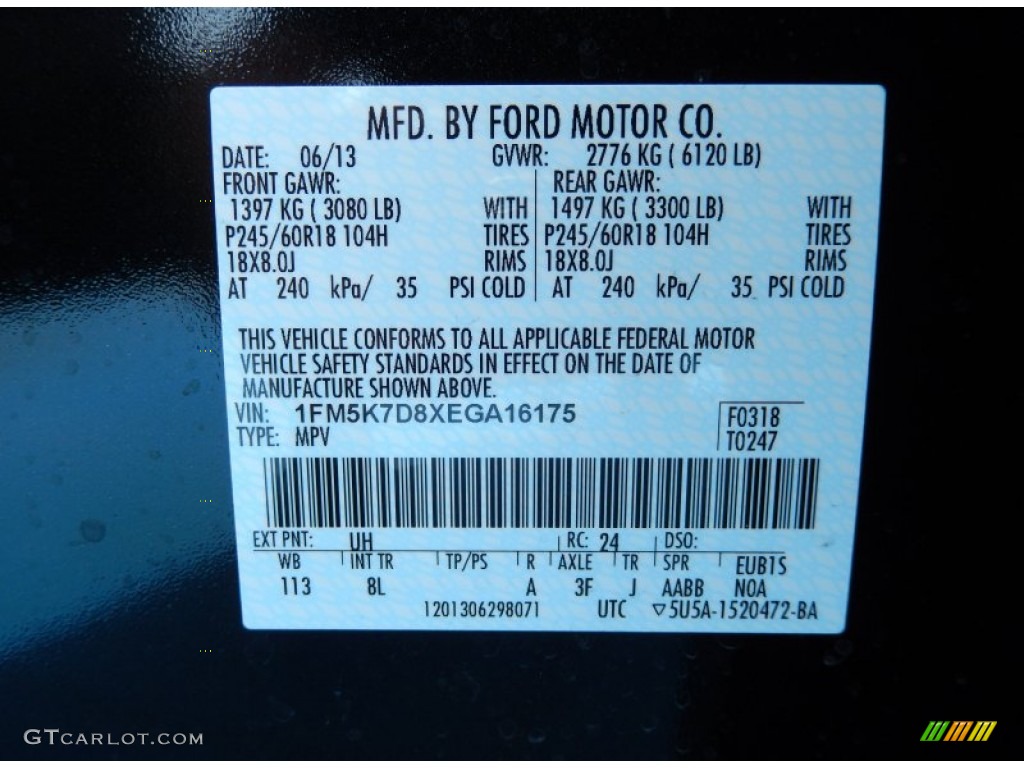 MFD. BY FORD MOTOR CO.
DATE: 06/13 GVWR: 2776 KG ( 6120 LB)
FRONT GAWR: REAR GAWR:
1397 KG ( 3080 LB) WITH 1497 KG ( 3300 LB) WITH
P245/60R18 104H TIRES P245/60R18 104H TIRES
18X8.0J RIMS 18X8.0J RIMS
AT 240 kPa/ 35 PSI COLD AT 240 kPa/ 35 PSI COLD
THIS VEHICLE CONFORMS TO ALL APPLICABLE FEDERAL MOTOR
VEHICLE SAFETY STANDARDS IN EFFECT ON THE DATE OF
MANUFACTURE SHOWN ABOVE.
VIN: 1FM5K7D8XEGA16175 F0318
TYPE: MPV T0247
EXT PNT: UH RC: 24 DSO:
WB INT TR TP/PS R AXLE TR SPR EUB1S
113 8L A 3F J AABB NOA
1201306298071 UTC ▽5U5A-1520472-BA
GTCARLOT.COM